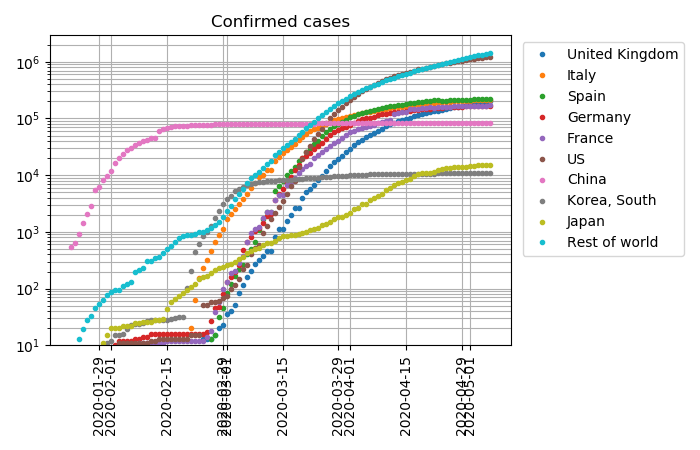 Confirmed cases
10^6
10^5
10^4
10^3
10^2
10^1
2020-01-29
2020-02-01
2020-02-15
2020-02-29
2020-03-01
2020-03-15
2020-03-29
2020-04-01
2020-04-15
2020-04-29
2020-05-01
United Kingdom
Italy
Spain
Germany
France
US
China
Korea, South
Japan
Rest of world